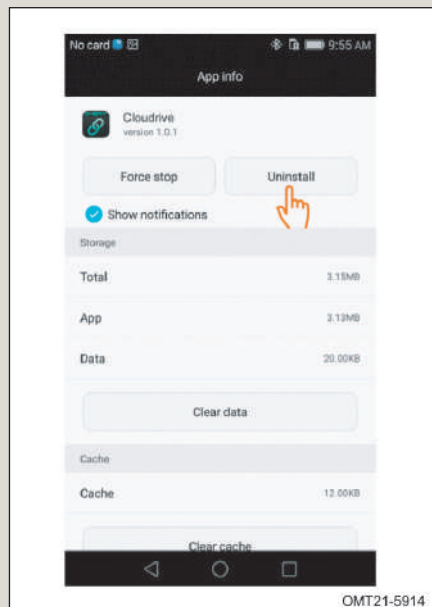 No card 9:55 AM
App info
Cloudrive
version 1.0.1
Force stop Uninstall
Show notifications
Storage
Total 3.15MB
App 3.13MB
Data 20.00KB
Clear data
Cache
Cache 12.00KB
Clear cache
OMT21-5914